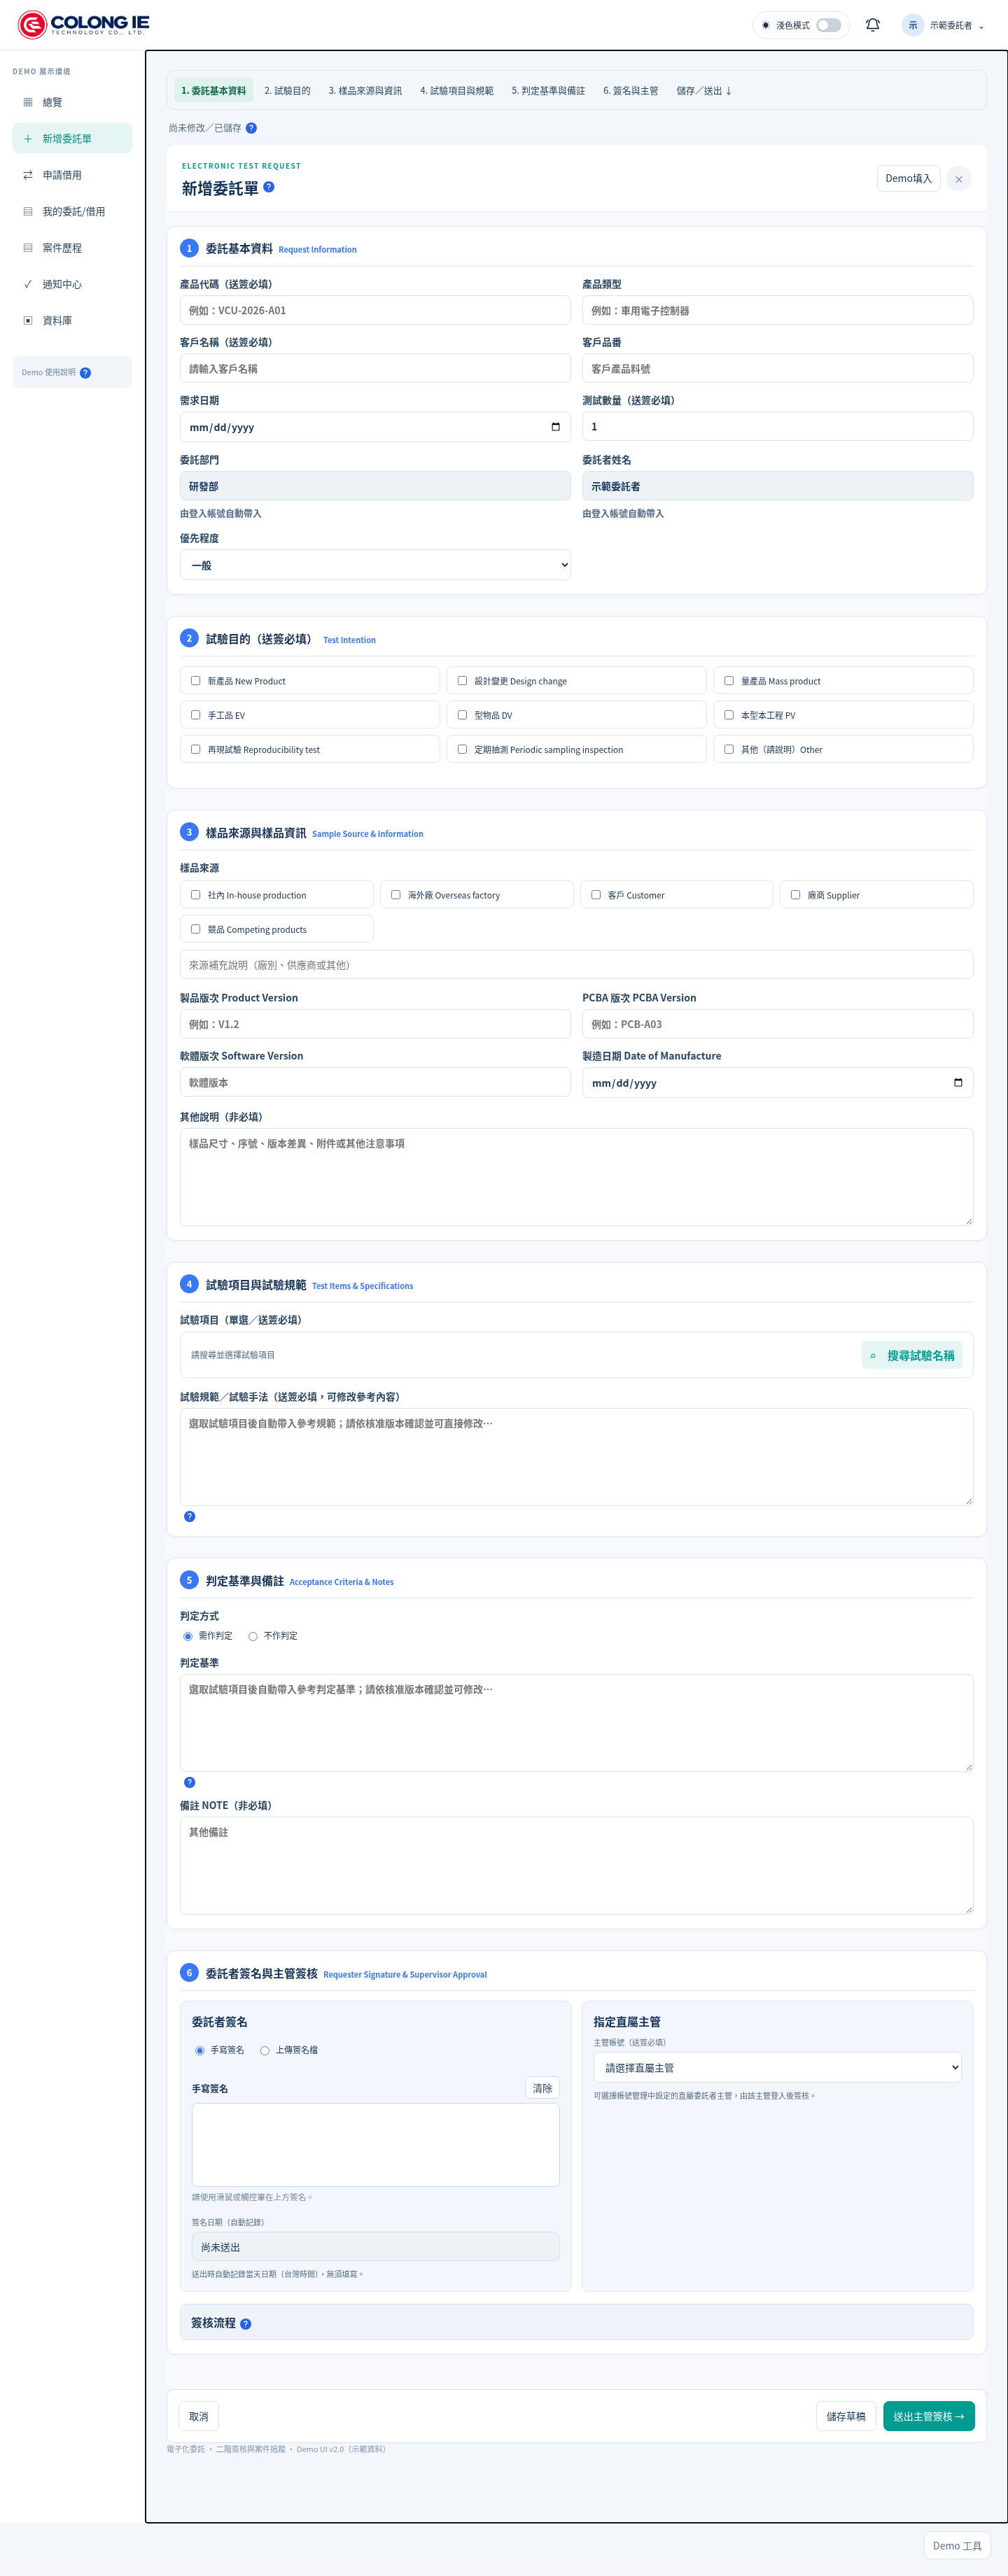 COLONG IE
TECHNOLOGY CO., LTD.
淺色模式
示 示範委託者
DEMO 展示環境
總覽
新增委託單
申請借用
我的委託/借用
案件歷程
通知中心
資料庫
Demo 使用說明 ?
1. 委託基本資料 2. 試驗目的 3. 樣品來源與資訊 4. 試驗項目與規範 5. 判定基準與備註 6. 簽名與主管 儲存／送出 ↓
尚未修改／已儲存 ?
ELECTRONIC TEST REQUEST
新增委託單 ?
Demo填入 ×
1 委託基本資料 Request Information
產品代碼（送簽必填） 產品類型
例如：VCU-2026-A01 例如：車用電子控制器
客戶名稱（送簽必填） 客戶品番
請輸入客戶名稱 客戶產品料號
需求日期 測試數量（送簽必填）
mm/dd/yyyy 1
委託部門 委託者姓名
研發部 示範委託者
由登入帳號自動帶入 由登入帳號自動帶入
優先程度
一般
2 試驗目的（送簽必填） Test Intention
新產品 New Product 設計變更 Design change 量產品 Mass product
手工品 EV 型物品 DV 本型本工程 PV
再現試驗 Reproducibility test 定期抽測 Periodic sampling inspection 其他（請說明）Other
3 樣品來源與樣品資訊 Sample Source & Information
樣品來源
社內 In-house production 海外廠 Overseas factory 客戶 Customer 廠商 Supplier
競品 Competing products
來源補充說明（廠別、供應商或其他）
製品版次 Product Version PCBA 版次 PCBA Version
例如：V1.2 例如：PCB-A03
軟體版次 Software Version 製造日期 Date of Manufacture
軟體版本 mm/dd/yyyy
其他說明（非必填）
樣品尺寸、序號、版本差異、附件或其他注意事項
4 試驗項目與試驗規範 Test Items & Specifications
試驗項目（單選／送簽必填）
請搜尋並選擇試驗項目 搜尋試驗名稱
試驗規範／試驗手法（送簽必填，可修改參考內容）
選取試驗項目後自動帶入參考規範；請依核准版本確認並可直接修改…
?
5 判定基準與備註 Acceptance Criteria & Notes
判定方式
需作判定 不作判定
判定基準
選取試驗項目後自動帶入參考判定基準；請依核准版本確認並可修改…
?
備註 NOTE（非必填）
其他備註
6 委託者簽名與主管簽核 Requester Signature & Supervisor Approval
委託者簽名
手寫簽名 上傳簽名檔
手寫簽名 清除
請使用滑鼠或觸控筆在上方簽名。
簽名日期（自動記錄）
尚未送出
送出時自動記錄當天日期（台灣時間），無須填寫。
指定直屬主管
主管帳號（送簽必填）
請選擇直屬主管
可選擇帳號管理中設定的直屬委託者主管，由該主管登入後簽核。
簽核流程 ?
取消 儲存草稿 送出主管簽核 →
電子化委託 · 二階簽核與案件追蹤 · Demo UI v2.0（示範資料）
Demo 工具